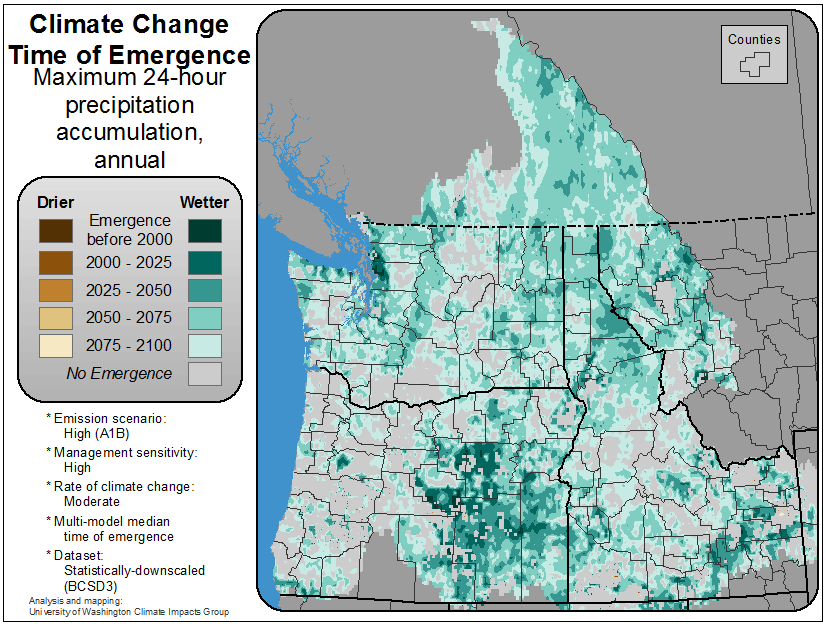 Climate Change
Time of Emergence
Maximum 24-hour
precipitation
accumulation,
annual
Drier Wetter
Emergence
before 2000
2000 - 2025
2025 - 2050
2050 - 2075
2075 - 2100
No Emergence
* Emission scenario:
High (A1B)
* Management sensitivity:
High
* Rate of climate change:
Moderate
* Multi-model median
time of emergence
* Dataset:
Statistically-downscaled
(BCSD3)
Analysis and mapping:
University of Washington Climate Impacts Group
Counties